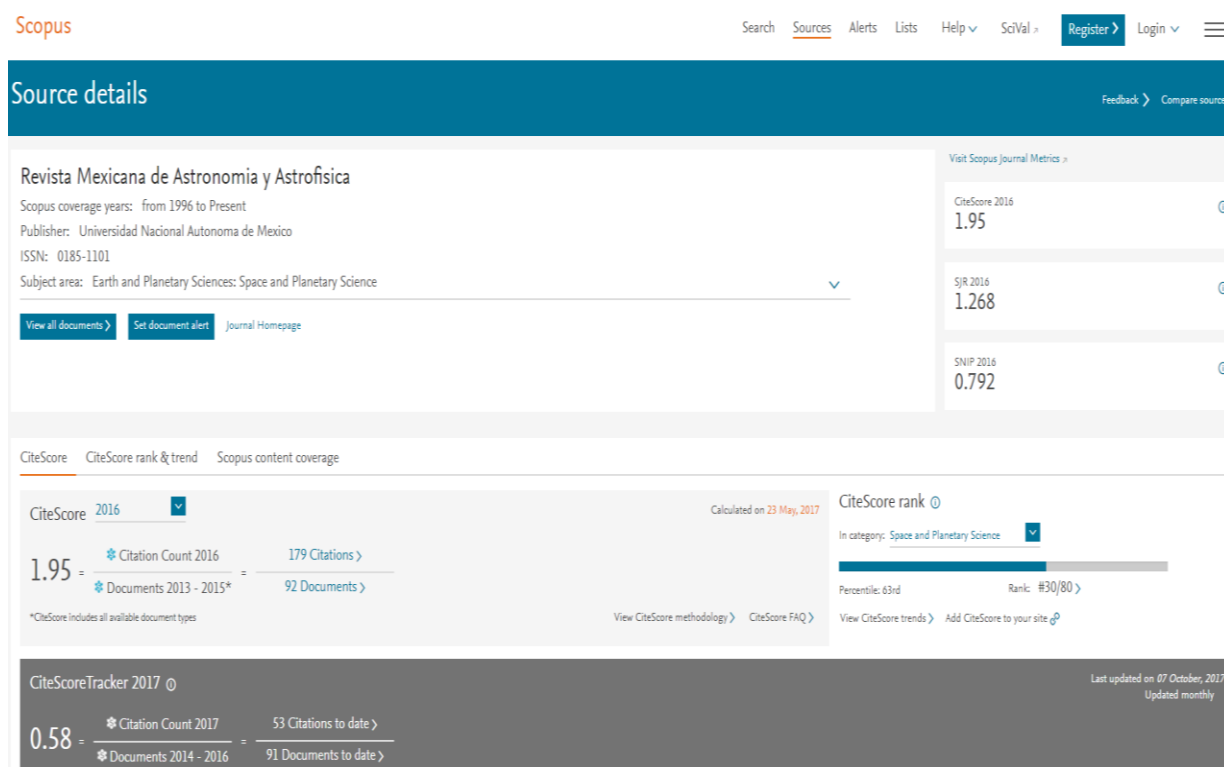 Scopus
Search Sources Alerts Lists Help SciVal Register Login
Source details
Feedback Compare source
Revista Mexicana de Astronomia y Astrofisica
Scopus coverage years: from 1996 to Present
Publisher: Universidad Nacional Autonoma de Mexico
ISSN: 0185-1101
Subject area: Earth and Planetary Sciences: Space and Planetary Science
View all documents Set document alert Journal Homepage
Visit Scopus Journal Metrics
CiteScore 2016
1.95
SJR 2016
1.268
SNIP 2016
0.792
CiteScore CiteScore rank & trend Scopus content coverage
CiteScore 2016
Calculated on 23 May, 2017
1.95 = Citation Count 2016 = 179 Citations >
Documents 2013 - 2015* 92 Documents >
*CiteScore includes all available document types
View CiteScore methodology > CiteScore FAQ >
CiteScore rank
In category: Space and Planetary Science
Percentile: 63rd Rank: #30/80 >
View CiteScore trends > Add CiteScore to your site
CiteScoreTracker 2017
Last updated on 07 October, 2017
Updated monthly
0.58 = Citation Count 2017 = 53 Citations to date >
Documents 2014 - 2016 91 Documents to date >